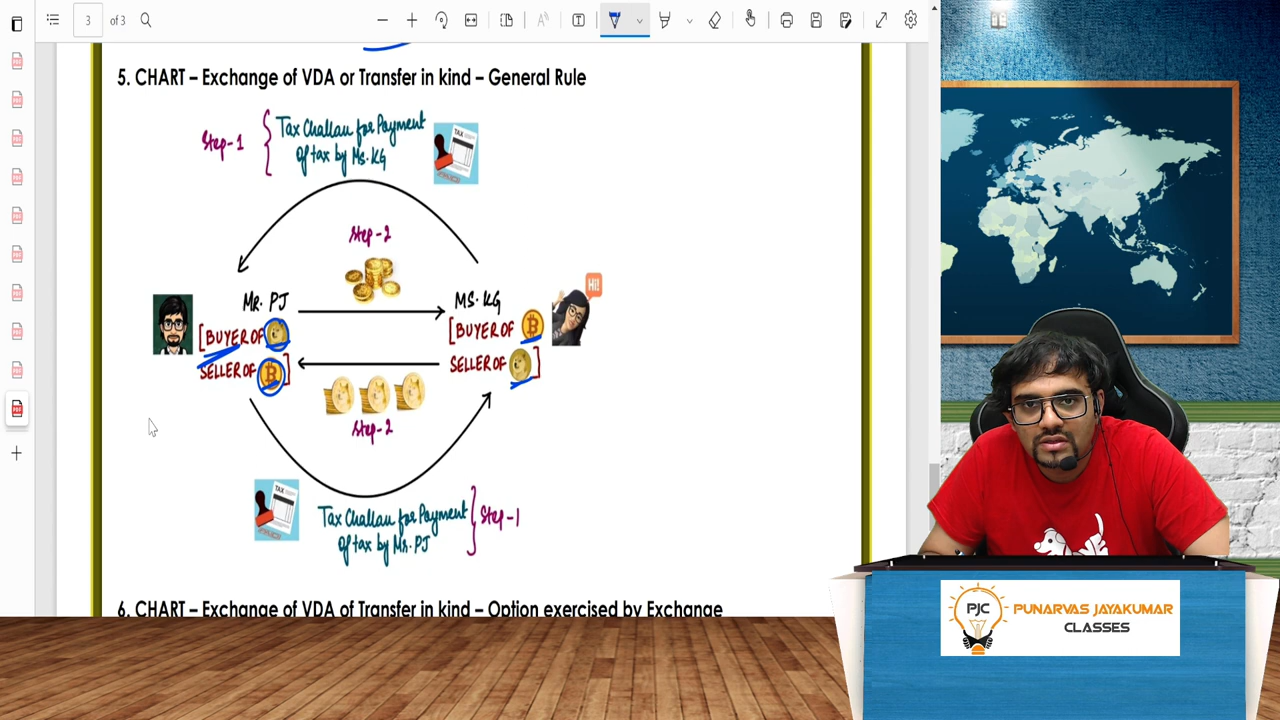 3 of 3
5. CHART – Exchange of VDA or Transfer in kind – General Rule
Step-1 { Tax Challan for Payment
of tax by Ms. KG
TAX
Step-2
Mr. PJ
MS. KG
Hi!
[BUYER OF
SELLER OF ]
[BUYER OF
SELLER OF ]
Step-2
TAX
Tax Challan for Payment } Step-1
of tax by Mr. PJ
6. CHART – Exchange of VDA of Transfer in kind – Option exercised by Exchange
PJC
PUNARVAS JAYAKUMAR
CLASSES